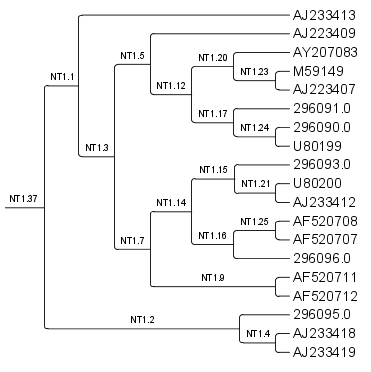 AJ233413
AJ223409
NT1.5
NT1.20
AY207083
M59149
NT1.23
NT1.1
NT1.12
AJ223407
296091.0
NT1.17
296090.0
NT1.24
NT1.3
U80199
296093.0
NT1.15
U80200
NT1.21
NT1.37
NT1.14
AJ233412
AF520708
NT1.25
NT1.16
AF520707
NT1.7
296096.0
NT1.9
AF520711
AF520712
296095.0
NT1.2
AJ233418
NT1.4
AJ233419